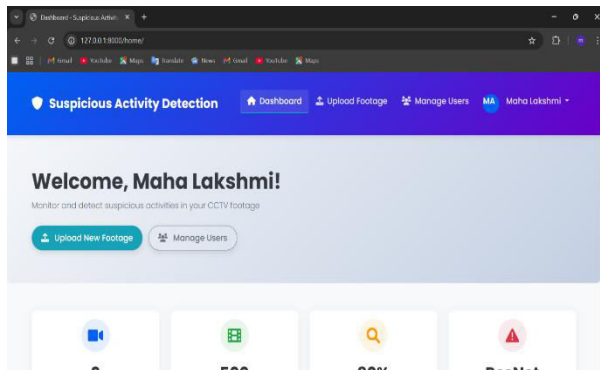 Dashboard - Suspicious Activity
127.0.0.1:8000/home/
Gmail YouTube Maps Translate News Gmail YouTube Maps
Suspicious Activity Detection
Dashboard Upload Footage Manage Users MA Maha Lakshmi
Welcome, Maha Lakshmi!
Monitor and detect suspicious activities in your CCTV footage
Upload New Footage Manage Users